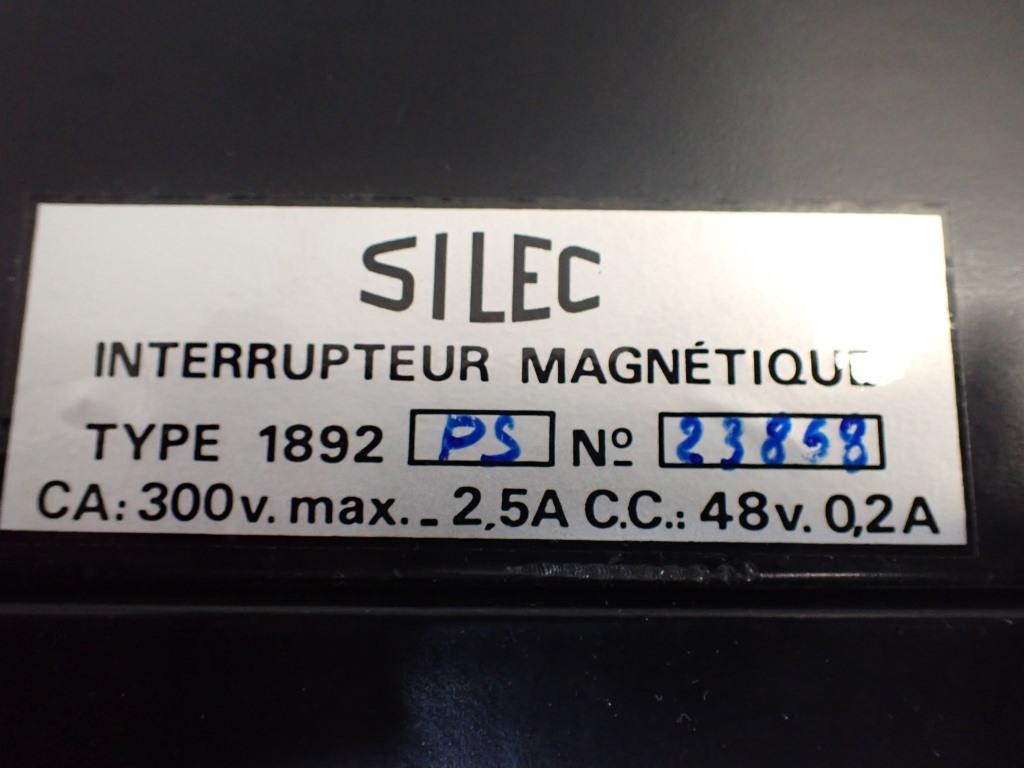 SILEC
INTERRUPTEUR MAGNÉTIQUE
TYPE 1892 PS Nº 23868
CA: 300v. max. - 2,5A C.C.: 48v. 0,2A